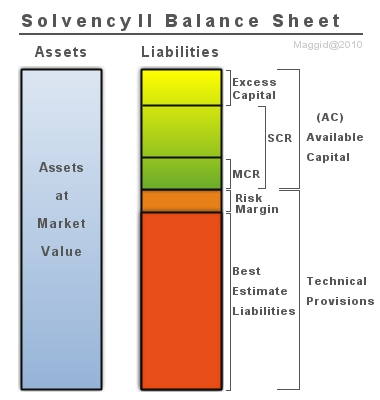 SolvencyII Balance Sheet
Maggid@2010
Assets
Liabilities
Assets
at
Market
Value
Excess
Capital
SCR
MCR
(AC)
Available
Capital
Risk
Margin
Best
Estimate
Liabilities
Technical
Provisions